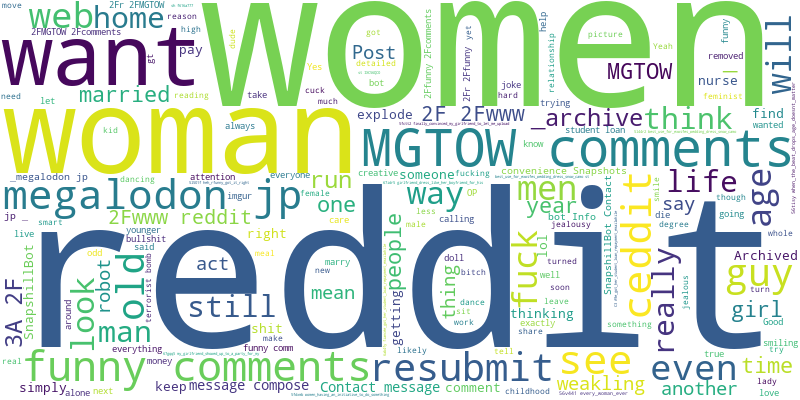 move
2Fr 2FMGTOW
reason
high
women
got
help
picture
dude
relationship
2FMGTOW 2Fcomments
gt
web
home
want
pay
Post
detailed
Yes
2Ffunny 2Fcomments
2Fr 2Ffunny
yet
funny
Yeah
removed
will
need
let
married
reading
take
cuck
much
bot
joke
hard
MGTOW
nurse
feminist
trying
explode
2F 2Fwww
_archive
think
find
wanted
woman
kid
always
student loan
know
MGTOW comments
_megalodon jp
dancing
attention
everyone
creative
someone
fucking
convenience Snapshots
megalodon jp
imgur
female
run
one
way
OP
men
year
bot Info
smile
life
age
say
die
degree
though
going
jp _
smart
2Fwww reddit
right
care
less
male
calling
people
jealousy
whole
live
younger
bullshit
said
reddit
fuck
lol
SnapshillBot Contact
ceddit
really
Archived
guy
3A 2F
SnapshillBot
look
robot
old
odd
meal
act
marry
doll
bitch
thing
well
turned
jealous
turn
girl
Good
terrorist bomb
still
mean
new
getting
dance
sit
work
thinking
soon
leave
exactly
share
something
smiling
try
around
man
shit
make
everything
funny comm
likely
tell
true
real
money
funny comments
resubmit
see
even
time
simply
alone
love
next
keep
message compose
Contact message
comment
childhood
weakling
another
lady
love